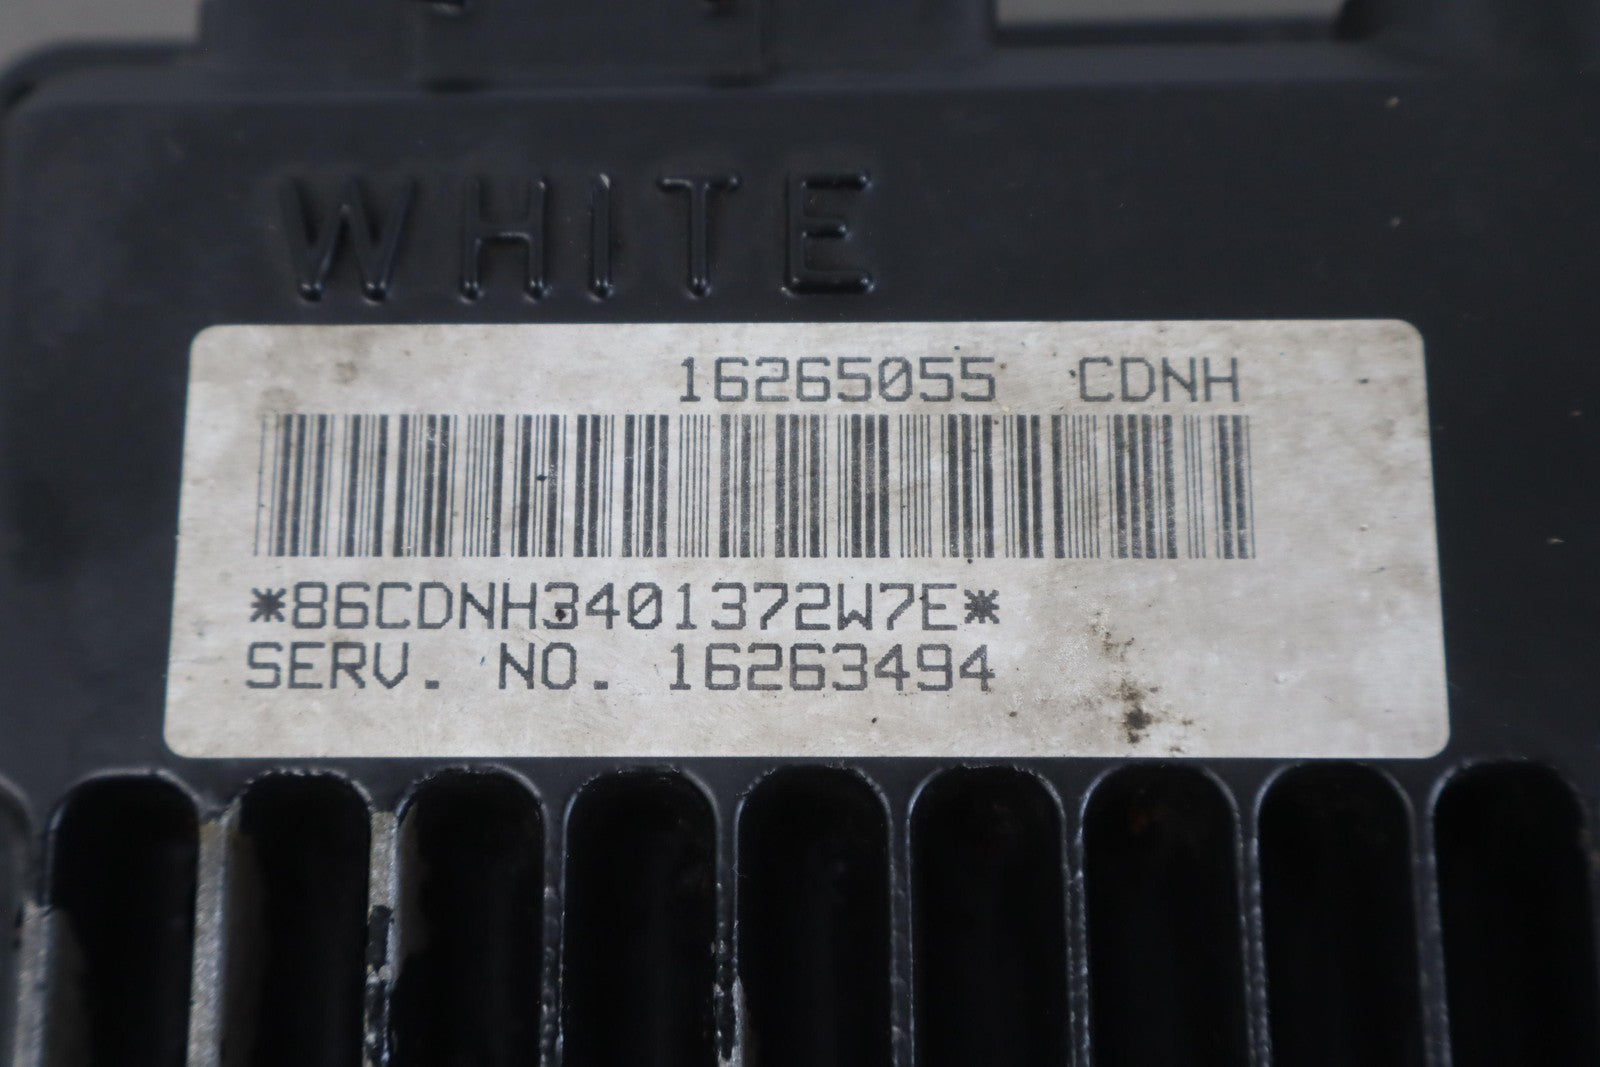 WHITE
16265055 CDNH
*86CDNH3401372W7E*
SERV. NO. 16263494